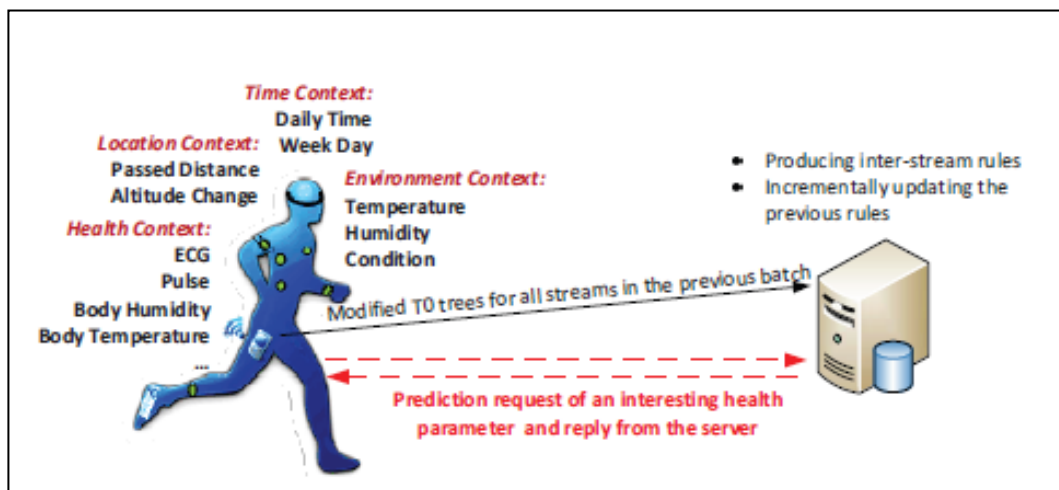 Time Context:
Daily Time
Week Day
Location Context:
Passed Distance
Altitude Change
Environment Context:
Temperature
Humidity
Condition
Health Context:
ECG
Pulse
Body Humidity
Body Temperature
...
• Producing inter-stream rules
• Incrementally updating the
previous rules
Modified T0 trees for all streams in the previous batch
Prediction request of an interesting health
parameter and reply from the server